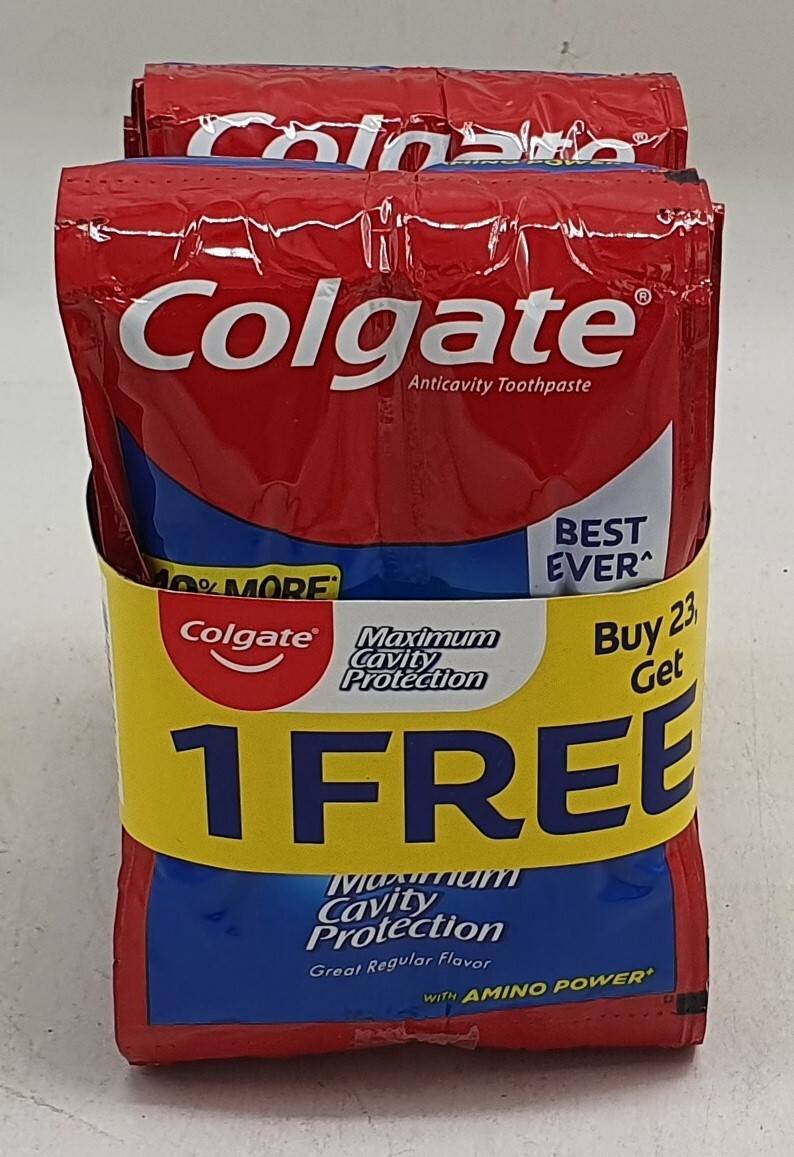 Colgate®
AMINO POWER
Colgate®
Anticavity Toothpaste
BEST
EVER^
10% MORE*
Colgate®
Maximum
Cavity
Protection
Buy 23,
Get
1 FREE
Maximum
Cavity
Protection
Great Regular Flavor
WITH AMINO POWER+